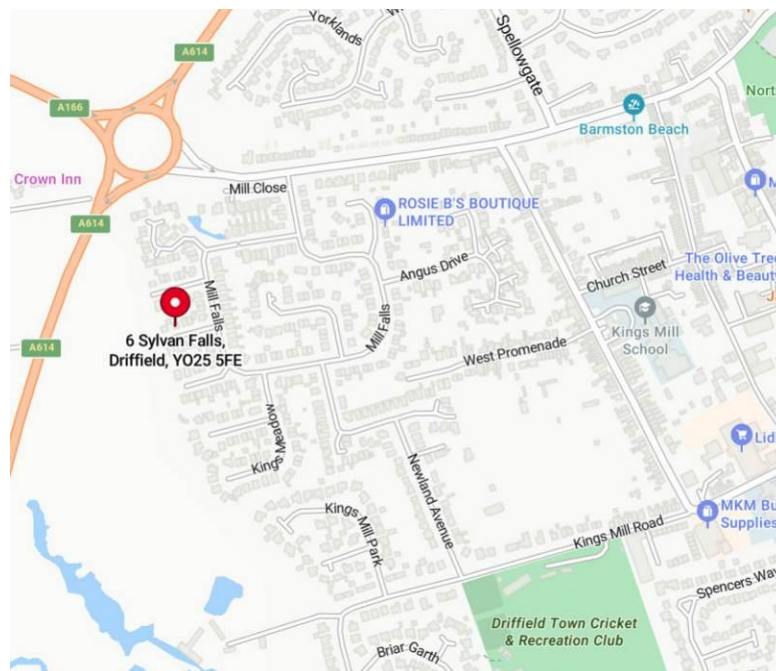 Yorklands
A614
Spellowgate
A166
Barmston Beach
Nort
Crown Inn
Mill Close
ROSIE B'S BOUTIQUE
LIMITED
M
A614
Angus Drive
The Olive Tree
Health & Beauty
Church Street
Mill Falls
J
Kings Mill
School
6 Sylvan Falls,
Driffield, YO25 5FE
Mill Falls
A614
West Promenade
Kings Meadow
Lid
Newland Avenue
Kings Mill Park
MKM Bu
Supplies
Kings Mill Road
Spencers Way
Driffield Town Cricket
& Recreation Club
Briar Garth